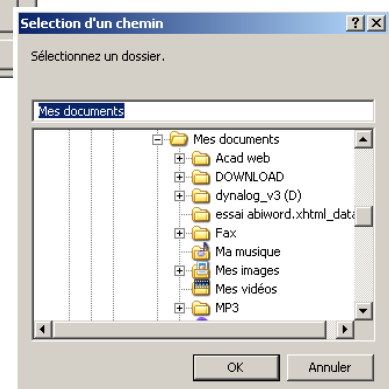 Selection d'un chemin
Sélectionnez un dossier.
Mes documents
Mes documents
Acad web
DOWNLOAD
dynalog_v3 (D)
essai abiword.xhtml_data
Fax
Ma musique
Mes images
Mes vidéos
MP3
OK
Annuler